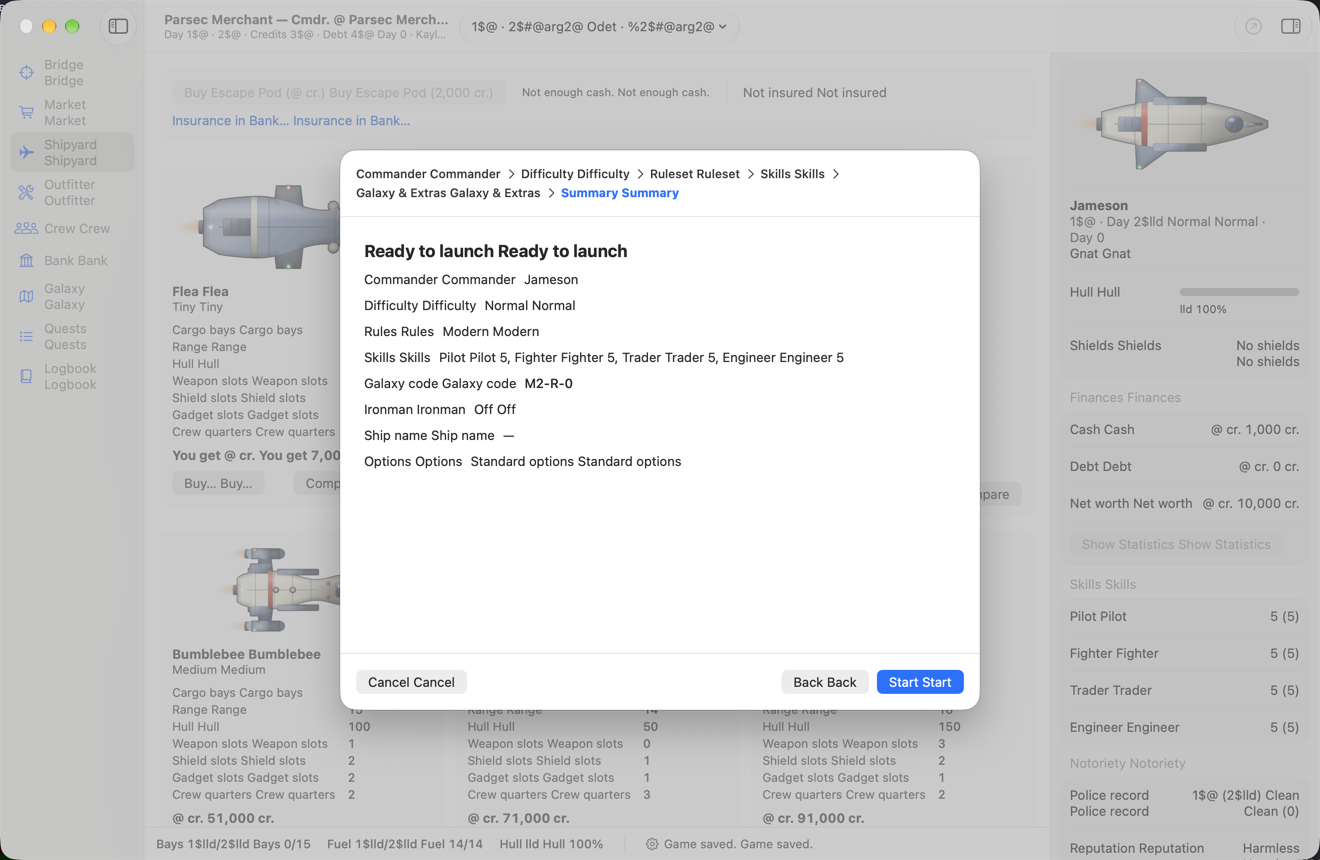 Parsec Merchant — Cmdr. @ Parsec Merch...
Day 1$@ · 2$@ · Credits 3$@ · Debt 4$@ Day 0 · Kayl...
1$@ · 2$#@arg2@ Odet · %2$#@arg2@
Bridge
Bridge
Market
Market
Shipyard
Shipyard
Outfitter
Outfitter
Crew Crew
Bank Bank
Galaxy
Galaxy
Quests
Quests
Logbook
Logbook
Buy Escape Pod (@ cr.) Buy Escape Pod (2,000 cr.)
Not enough cash. Not enough cash.
Not insured Not insured
Insurance in Bank... Insurance in Bank...
Flea Flea
Tiny Tiny
Cargo bays Cargo bays
Range Range
Hull Hull
Weapon slots Weapon slots
Shield slots Shield slots
Gadget slots Gadget slots
Crew quarters Crew quarters
You get @ cr. You get 7,00
Buy... Buy...
Comp
pare
Commander Commander > Difficulty Difficulty > Ruleset Ruleset > Skills Skills >
Galaxy & Extras Galaxy & Extras > Summary Summary
Ready to launch Ready to launch
Commander Commander Jameson
Difficulty Difficulty Normal Normal
Rules Rules Modern Modern
Skills Skills Pilot Pilot 5, Fighter Fighter 5, Trader Trader 5, Engineer Engineer 5
Galaxy code Galaxy code M2-R-0
Ironman Ironman Off Off
Ship name Ship name —
Options Options Standard options Standard options
Cancel Cancel
Back Back
Start Start
Bumblebee Bumblebee
Medium Medium
Cargo bays Cargo bays
Range Range 15
Hull Hull 100
Weapon slots Weapon slots 1
Shield slots Shield slots 2
Gadget slots Gadget slots 2
Crew quarters Crew quarters 2
@ cr. 51,000 cr.
Range Range 14
Hull Hull 50
Weapon slots Weapon slots 0
Shield slots Shield slots 1
Gadget slots Gadget slots 1
Crew quarters Crew quarters 3
@ cr. 71,000 cr.
Range Range 16
Hull Hull 150
Weapon slots Weapon slots 3
Shield slots Shield slots 2
Gadget slots Gadget slots 1
Crew quarters Crew quarters 2
@ cr. 91,000 cr.
Bays 1$lld/2$lld Bays 0/15
Fuel 1$lld/2$lld Fuel 14/14
Hull lld Hull 100%
Game saved. Game saved.
Jameson
1$@ · Day 2$lld Normal Normal ·
Day 0
Gnat Gnat
Hull Hull
lld 100%
Shields Shields No shields
No shields
Finances Finances
Cash Cash @ cr. 1,000 cr.
Debt Debt @ cr. 0 cr.
Net worth Net worth @ cr. 10,000 cr.
Show Statistics Show Statistics
Skills Skills
Pilot Pilot 5 (5)
Fighter Fighter 5 (5)
Trader Trader 5 (5)
Engineer Engineer 5 (5)
Notoriety Notoriety
Police record 1$@ (2$lld) Clean
Police record Clean (0)
Reputation Reputation Harmless